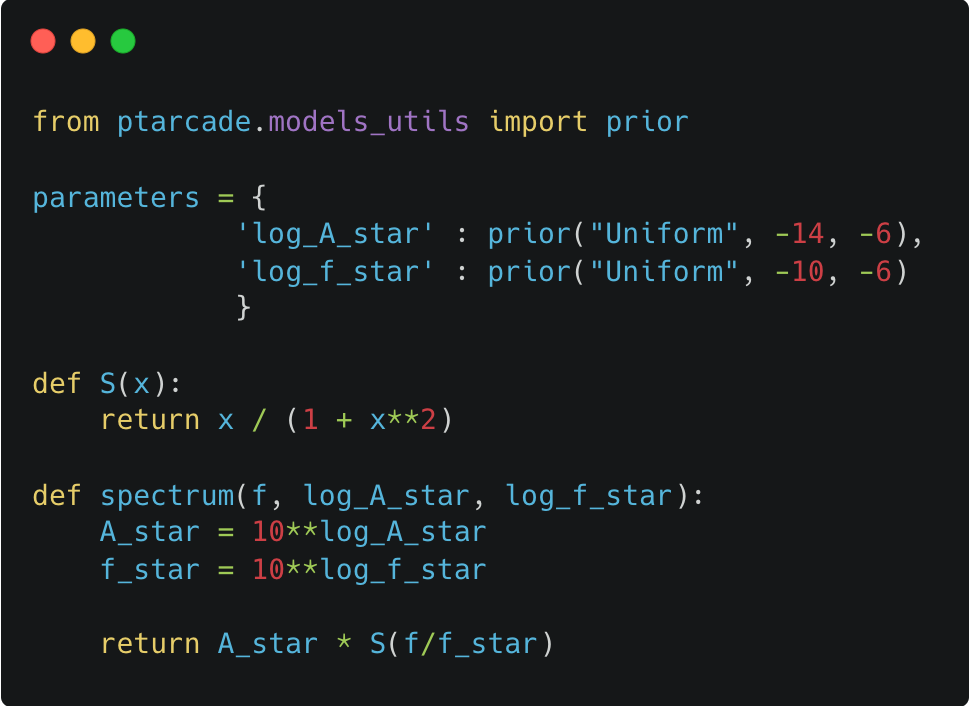 from ptarcade.models_utils import prior
parameters = {
            'log_A_star' : prior("Uniform", -14, -6),
            'log_f_star' : prior("Uniform", -10, -6)
            }
def S(x):
    return x / (1 + x**2)
def spectrum(f, log_A_star, log_f_star):
    A_star = 10**log_A_star
    f_star = 10**log_f_star
    return A_star * S(f/f_star)